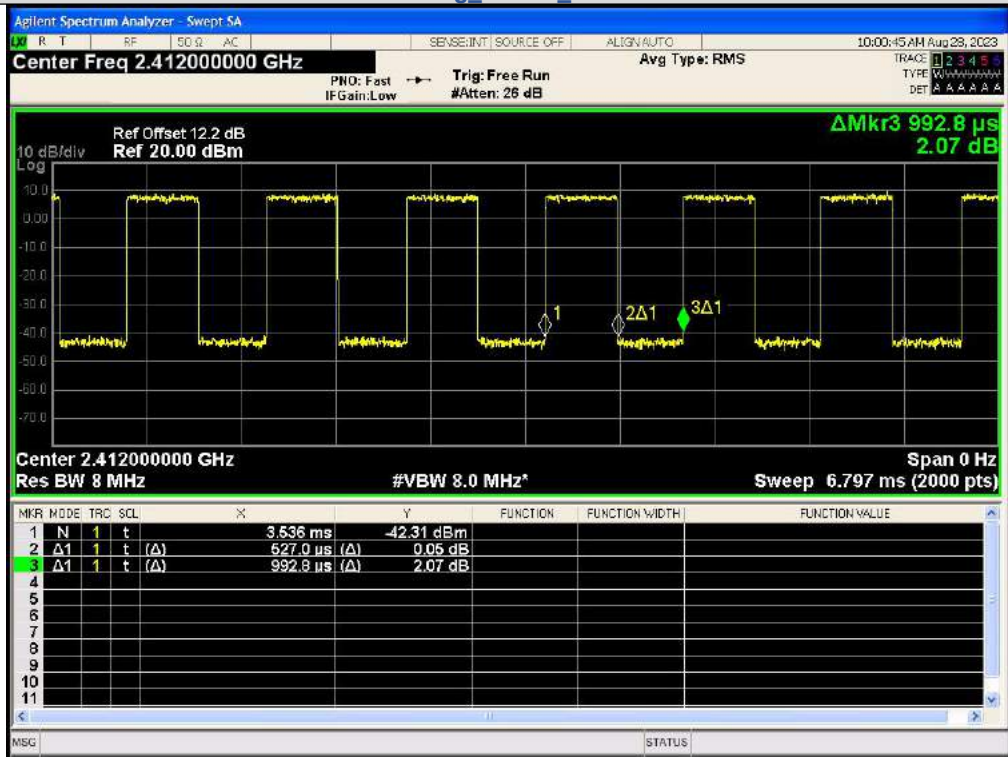 Agilent Spectrum Analyzer - Swept SA
LXI R T RF 50 Ω AC SENSE:INT SOURCE OFF ALIGN AUTO 10:00:45 AM Aug 28, 2023
Center Freq 2.412000000 GHz Avg Type: RMS TRACE 1 2 3 4 5 6
PNO: Fast Trig: Free Run TYPE
IFGain:Low #Atten: 26 dB DET A A A A A A
ΔMkr3 992.8 µs
Ref Offset 12.2 dB
10 dB/div Ref 20.00 dBm 2.07 dB
Log
10.0
0.00
-10.0
-20.0
-30.0
1 2Δ1 3Δ1
-40.0
-50.0
-60.0
-70.0
Center 2.412000000 GHz Span 0 Hz
Res BW 8 MHz #VBW 8.0 MHz* Sweep 6.797 ms (2000 pts)
MKR MODE TRC SCL X Y FUNCTION FUNCTION WIDTH FUNCTION VALUE
1 N 1 t 3.536 ms -42.31 dBm
2 Δ1 1 t (Δ) 527.0 µs (Δ) 0.05 dB
3 Δ1 1 t (Δ) 992.8 µs (Δ) 2.07 dB
4
5
6
7
8
9
10
11
MSG STATUS